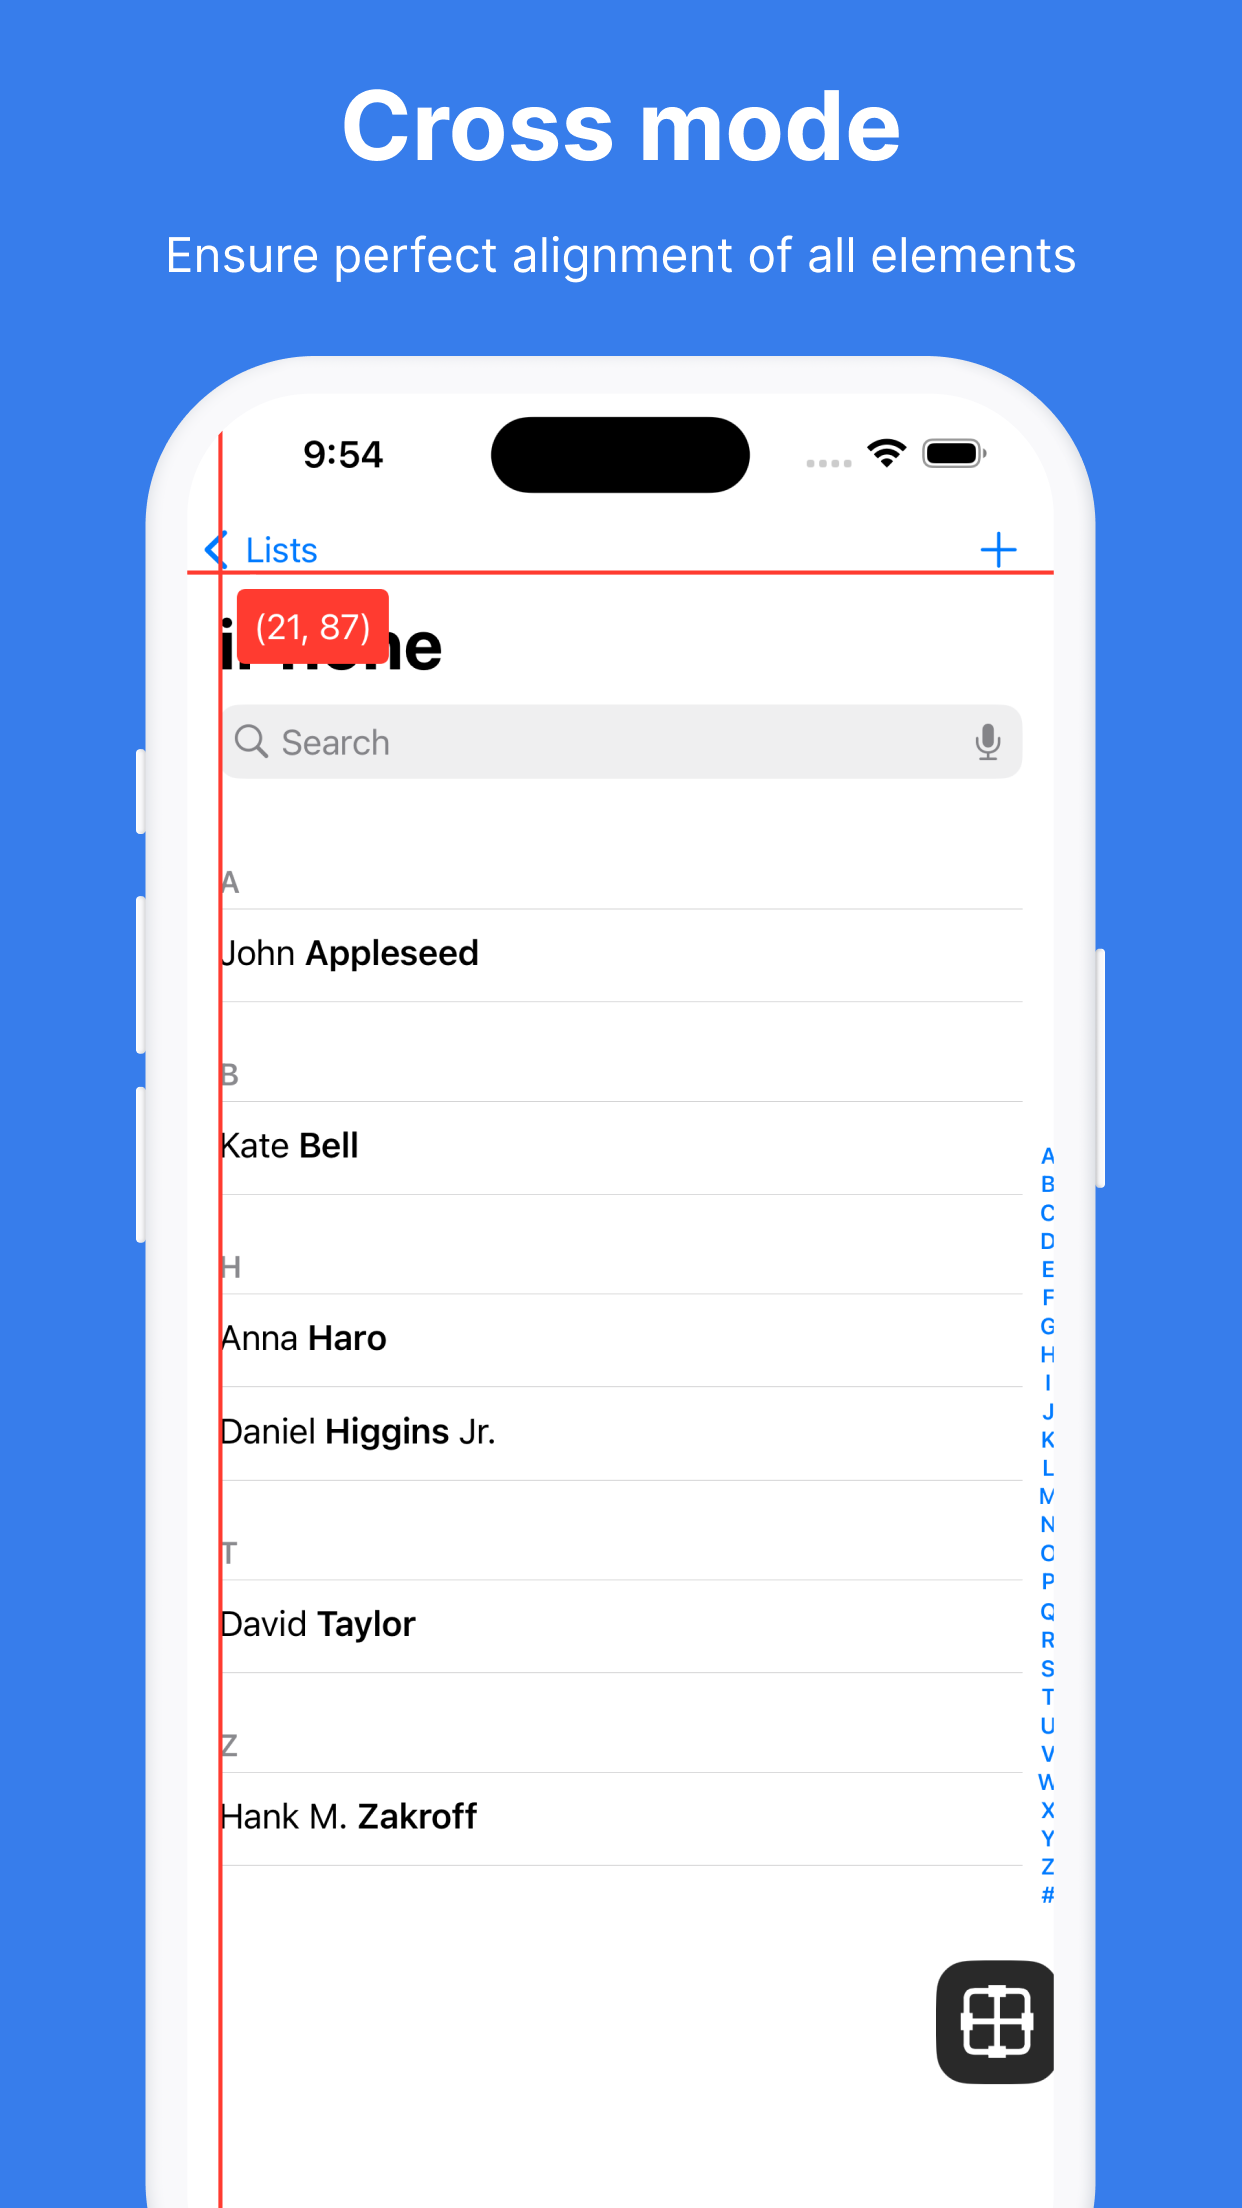 Cross mode
Ensure perfect alignment of all elements
9:54
Lists
(21, 87)
Search
A
John Appleseed
B
Kate Bell
H
Anna Haro
Daniel Higgins Jr.
T
David Taylor
Z
Hank M. Zakroff
A
B
C
D
E
F
G
H
I
J
K
L
M
N
O
P
Q
R
S
T
U
V
W
X
Y
Z
#